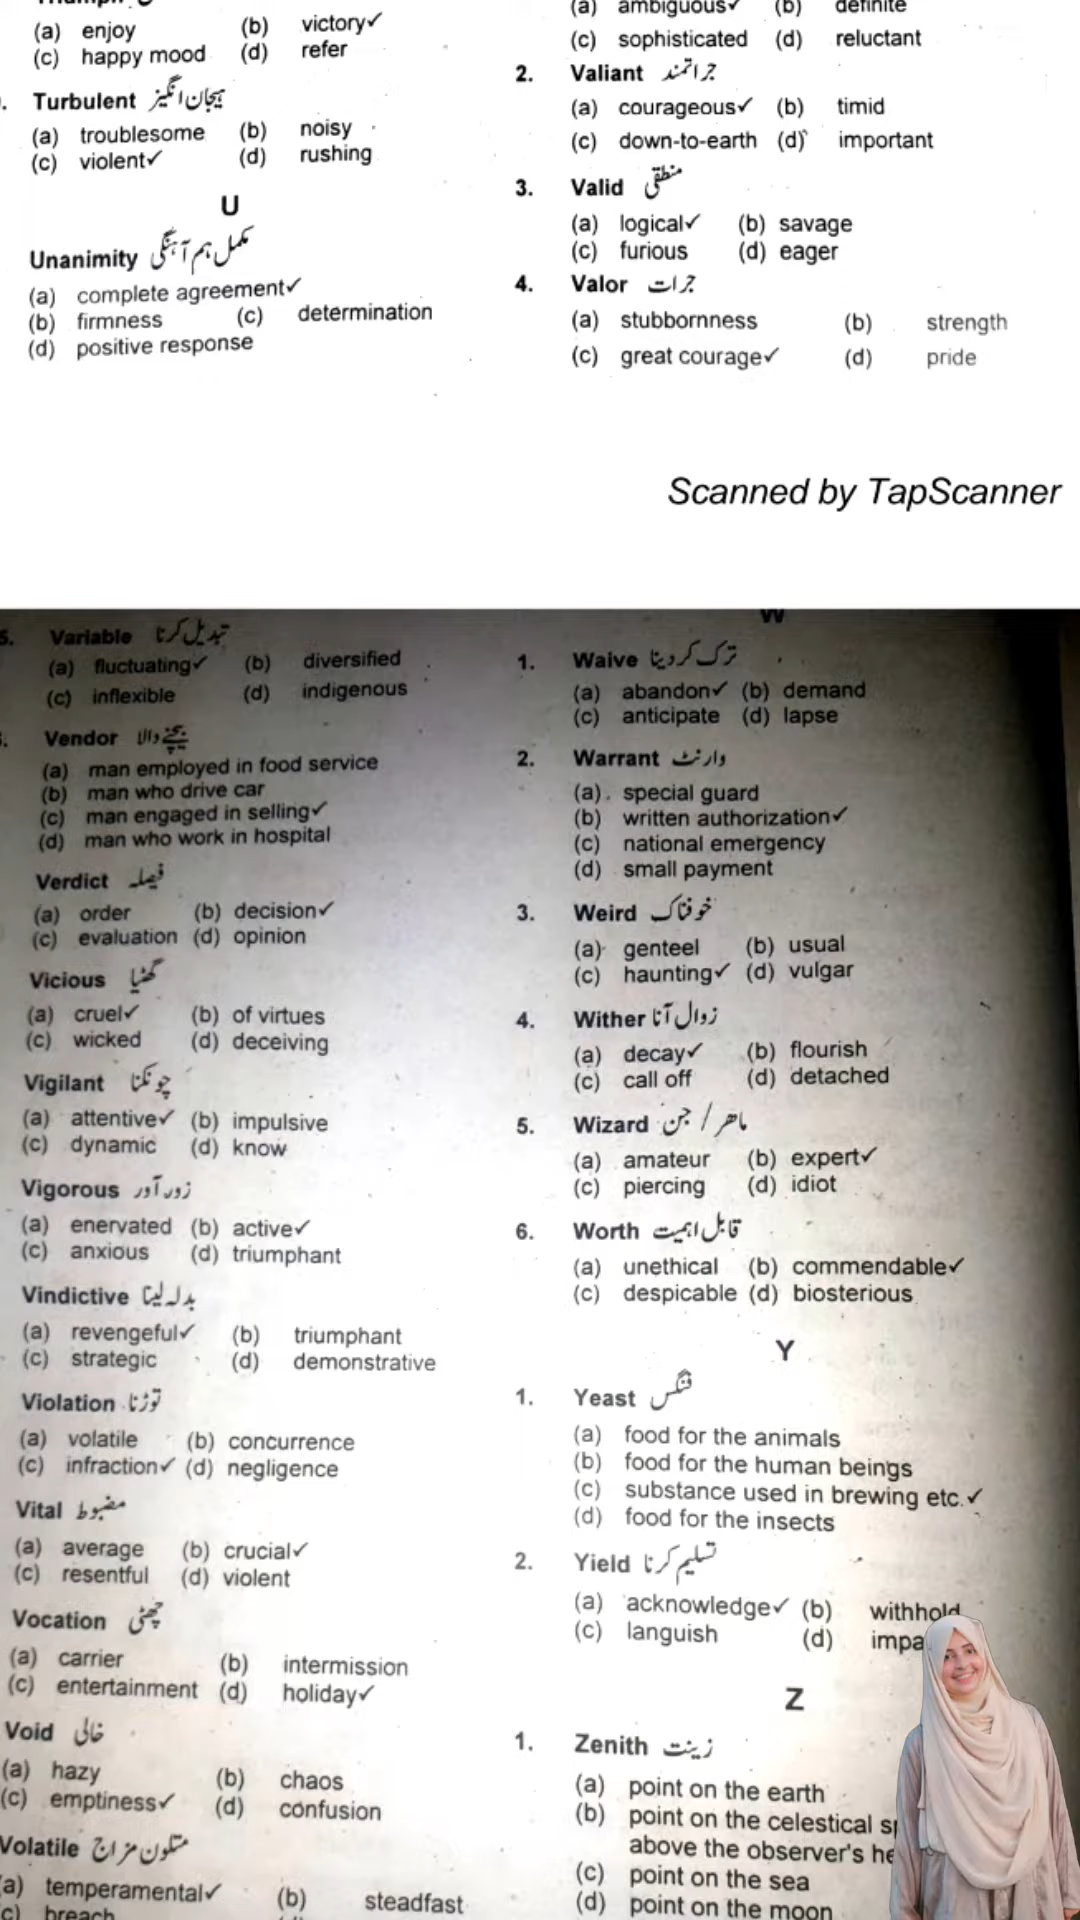 (a) enjoy (b) victory✓
(c) happy mood (d) refer
Turbulent ہیجان انگیز
(a) troublesome (b) noisy
(c) violent✓ (d) rushing
U
Unanimity مکمل ہم آہنگی
(a) complete agreement✓
(b) firmness (c) determination
(d) positive response
(a) ambiguous✓ (b) definite
(c) sophisticated (d) reluctant
2. Valiant جراتمند
(a) courageous✓ (b) timid
(c) down-to-earth (d) important
3. Valid منطقی
(a) logical✓ (b) savage
(c) furious (d) eager
4. Valor جرات
(a) stubbornness (b) strength
(c) great courage✓ (d) pride
Scanned by TapScanner
5. Variable تبدیل کرنا
(a) fluctuating✓ (b) diversified
(c) inflexible (d) indigenous
Vendor بیچنے والا
(a) man employed in food service
(b) man who drive car
(c) man engaged in selling✓
(d) man who work in hospital
Verdict فیصلہ
(a) order (b) decision✓
(c) evaluation (d) opinion
Vicious گھٹیا
(a) cruel✓ (b) of virtues
(c) wicked (d) deceiving
Vigilant چوکنا
(a) attentive✓ (b) impulsive
(c) dynamic (d) know
Vigorous زور آور
(a) enervated (b) active✓
(c) anxious (d) triumphant
Vindictive بدلہ لینا
(a) revengeful✓ (b) triumphant
(c) strategic (d) demonstrative
Violation توڑنا
(a) volatile (b) concurrence
(c) infraction✓ (d) negligence
Vital مضبوط
(a) average (b) crucial✓
(c) resentful (d) violent
Vocation چھٹی
(a) carrier (b) intermission
(c) entertainment (d) holiday✓
Void خالی
(a) hazy (b) chaos
(c) emptiness✓ (d) confusion
Volatile متلون مزاج
(a) temperamental✓ (b) steadfast
(c) breach
W
1. Waive ترک کر دینا
(a) abandon✓ (b) demand
(c) anticipate (d) lapse
2. Warrant وارنٹ
(a) special guard
(b) written authorization✓
(c) national emergency
(d) small payment
3. Weird خوفناک
(a) genteel (b) usual
(c) haunting✓ (d) vulgar
4. Wither زوال آنا
(a) decay✓ (b) flourish
(c) call off (d) detached
5. Wizard ماھر / جن
(a) amateur (b) expert✓
(c) piercing (d) idiot
6. Worth قابل اہمیت
(a) unethical (b) commendable✓
(c) despicable (d) biosterious
Y
1. Yeast
(a) food for the animals
(b) food for the human beings
(c) substance used in brewing etc.✓
(d) food for the insects
2. Yield تسلیم کرنا
(a) acknowledge✓ (b) withhold
(c) languish (d)
Z
1. Zenith زینت
(a) point on the earth
(b) point on the celestical
above the observer's
(c) point on the sea
(d) point on the moon